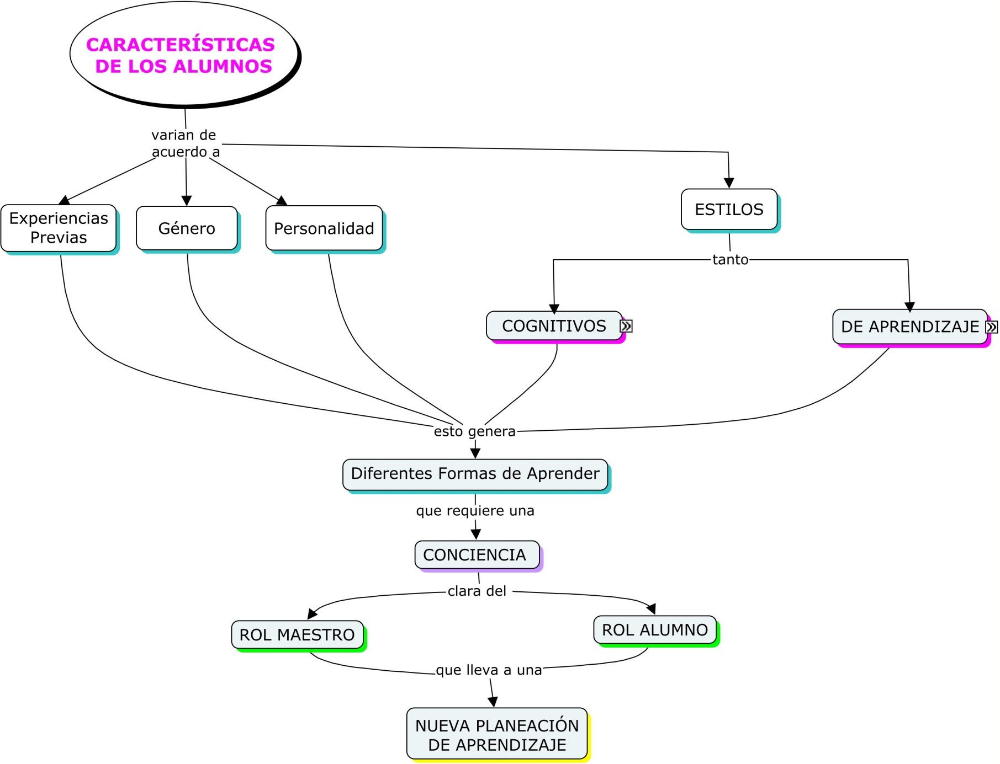 CARACTERÍSTICAS
DE LOS ALUMNOS
varian de
acuerdo a
Experiencias
Previas
Género
Personalidad
ESTILOS
tanto
COGNITIVOS
DE APRENDIZAJE
esto genera
Diferentes Formas de Aprender
que requiere una
CONCIENCIA
clara del
ROL MAESTRO
ROL ALUMNO
que lleva a una
NUEVA PLANEACIÓN
DE APRENDIZAJE